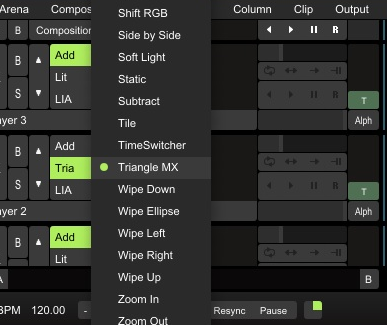 Arena Compos Column Clip Output
B Composition R
Shift RGB
Side by Side
Soft Light
Static
Subtract
Tile
TimeSwitcher
Triangle MX
Wipe Down
Wipe Ellipse
Wipe Left
Wipe Right
Wipe Up
Zoom In
Zoom Out
B Add
Lit
S LIA R T
ayer 3 Alph
B Add
Tria
S LIA R T
ayer 2 Alph
B Add
Lit
A B
BPM 120.00 - Resync Pause